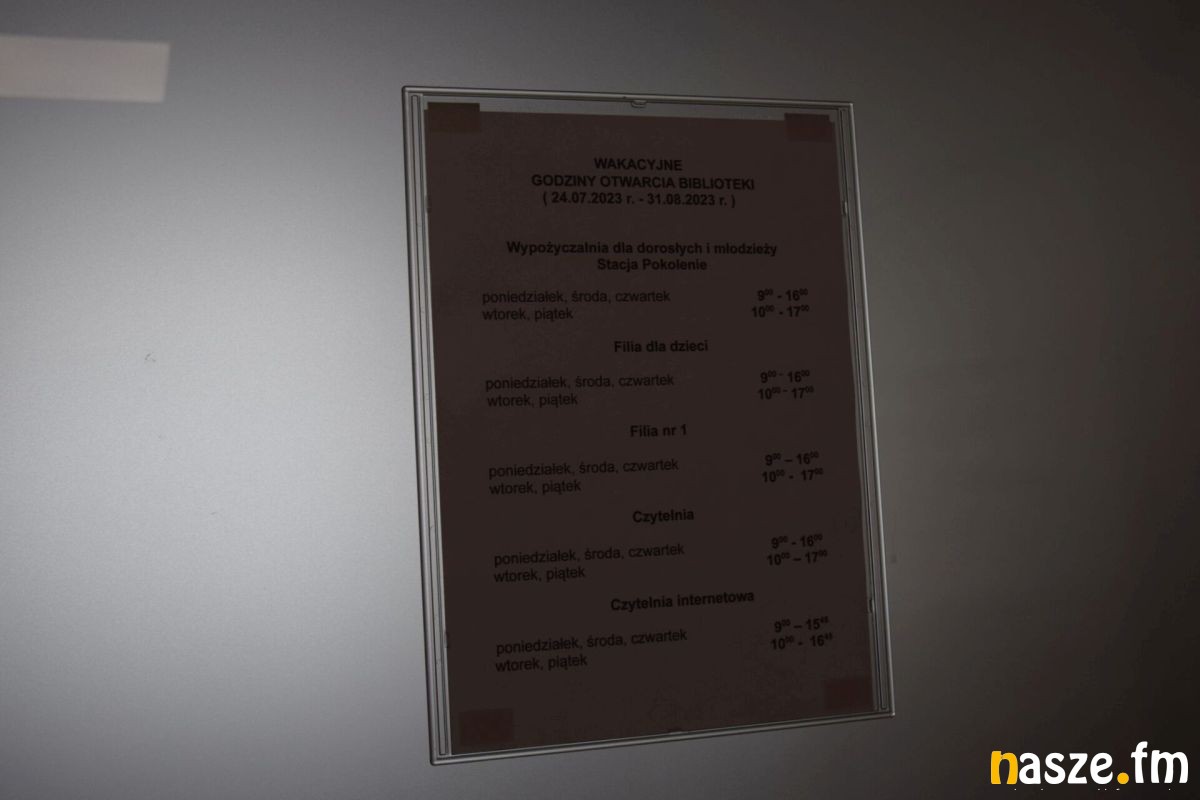 WAKACYJNE
GODZINY OTWARCIA BIBLIOTEKI
( 24.07.2023 r. - 31.08.2023 r. )
Wypożyczalnia dla dorosłych i młodzieży
Stacja Pokolenie
poniedziałek, środa, czwartek 9⁰⁰ - 16⁰⁰
wtorek, piątek 10⁰⁰ - 17⁰⁰
Filia dla dzieci
poniedziałek, środa, czwartek 9⁰⁰ - 16⁰⁰
wtorek, piątek 10⁰⁰ - 17⁰⁰
Filia nr 1
poniedziałek, środa, czwartek 9⁰⁰ – 16⁰⁰
wtorek, piątek 10⁰⁰ - 17⁰⁰
Czytelnia
poniedziałek, środa, czwartek 9⁰⁰ - 16⁰⁰
wtorek, piątek 10⁰⁰ – 17⁰⁰
Czytelnia internetowa
poniedziałek, środa, czwartek 9⁰⁰ – 15⁴⁵
wtorek, piątek 10⁰⁰ - 16⁴⁵
nasze.fm